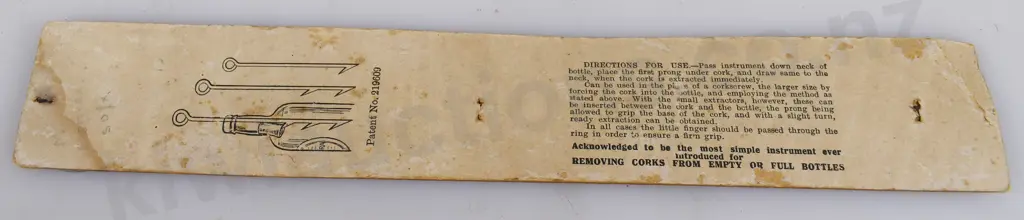 Patent No. 21960
DIRECTIONS FOR USE.—Pass instrument down neck of
bottle, place the first prong under cork, and draw same to the
neck, when the cork is extracted immediately.
Can be used in the of a corkscrew, the larger size by
forcing the cork into the bottle, and employing the method as
stated above. With the small extractors, however, these can
be inserted between the cork and the bottle, the prong being
allowed to grip the base of the cork, and with a slight turn,
ready extraction can be obtained.
In all cases the little finger should be passed through the
ring in order to ensure a firm grip.
Acknowledged to be the most simple instrument ever
introduced for
REMOVING CORKS FROM EMPTY OR FULL BOTTLES